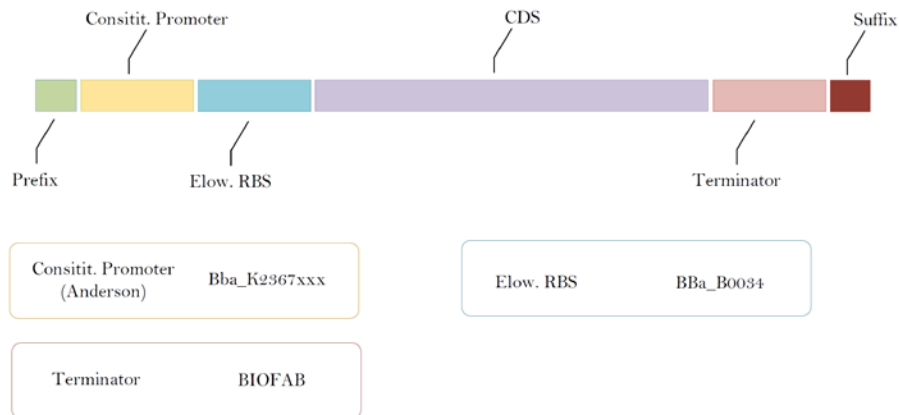 Consitit. Promoter
CDS
Suffix
Prefix
Elow. RBS
Terminator
Consitit. Promoter
(Anderson)
Bba_K2367xxx
Elow. RBS
BBa_B0034
Terminator
BIOFAB